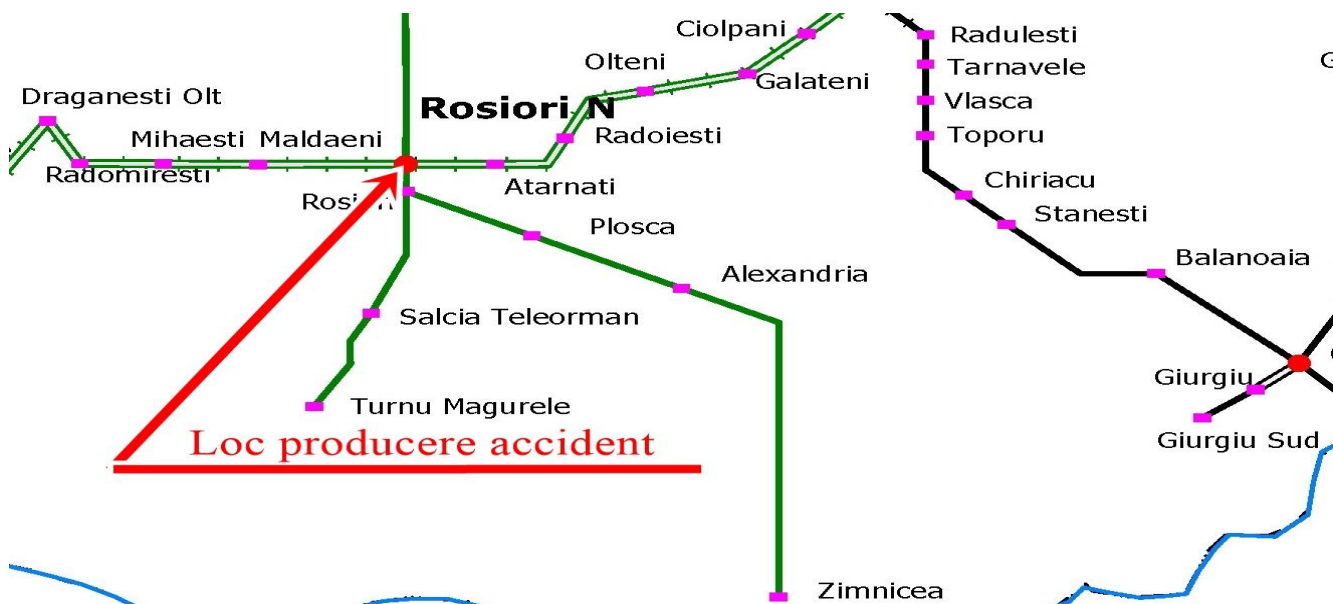 Ciolpani
Radulesti
Olteni
Tarnavele
Galateni
Draganesti Olt
Vlasca
Rosiori N
Mihaesti Maldaeni
Radoiesti
Toporu
Radomiresti
Atarnati
Chiriacu
Stanesti
Plosca
Balanoaia
Alexandria
Salcia Teleorman
Giurgiu
Turnu Magurele
Loc producere accident
Giurgiu Sud
Zimnicea